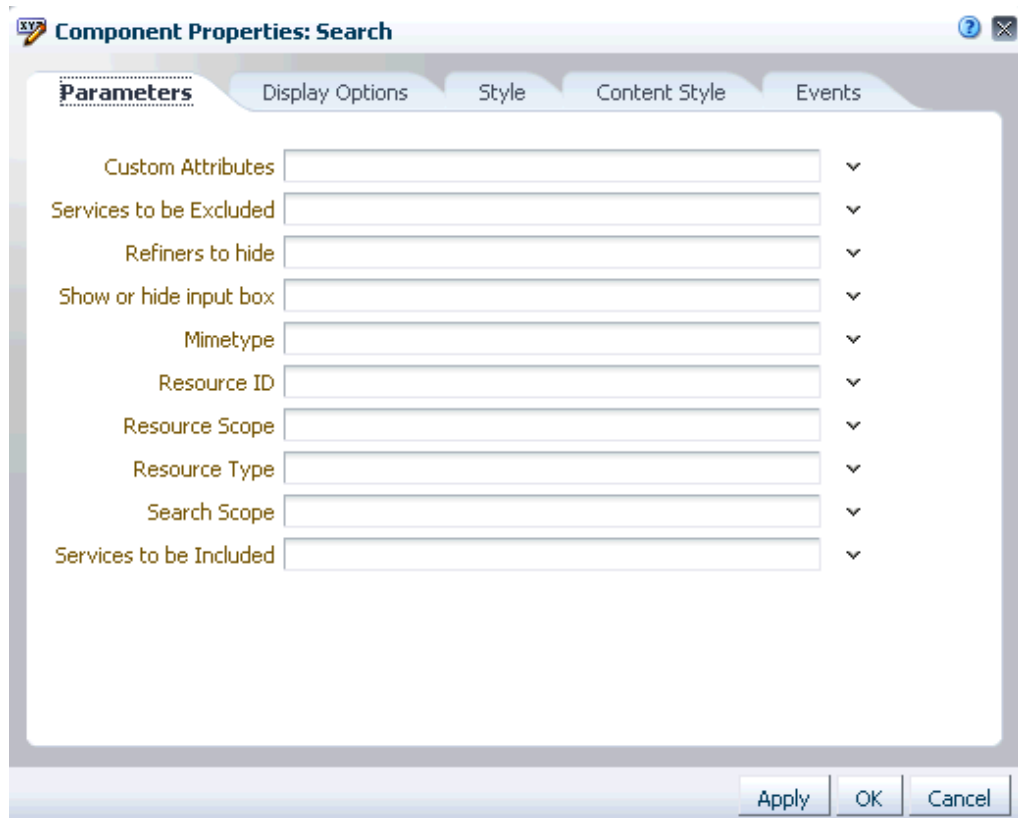 XYZ Component Properties: Search ?
Parameters Display Options Style Content Style Events
Custom Attributes
Services to be Excluded
Refiners to hide
Show or hide input box
Mimetype
Resource ID
Resource Scope
Resource Type
Search Scope
Services to be Included
Apply OK Cancel